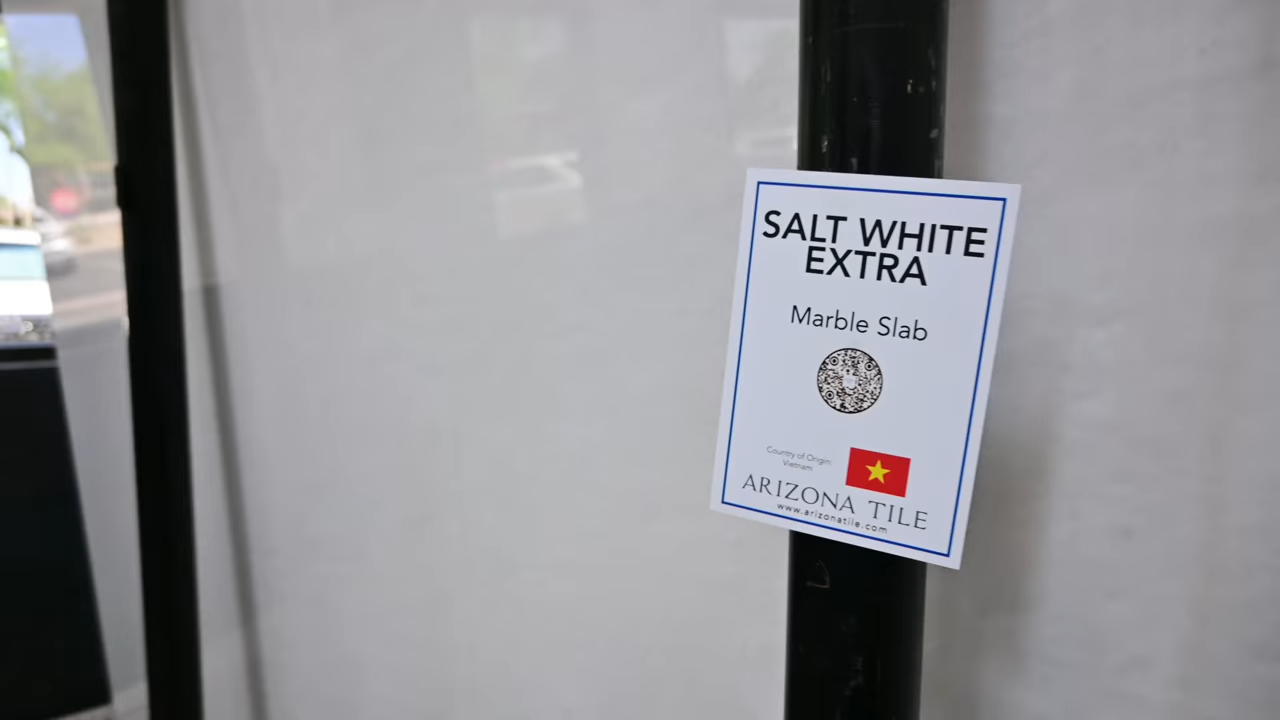 SALT WHITE
EXTRA
Marble Slab
Country of Origin:
Vietnam
ARIZONA TILE
www.arizonatile.com